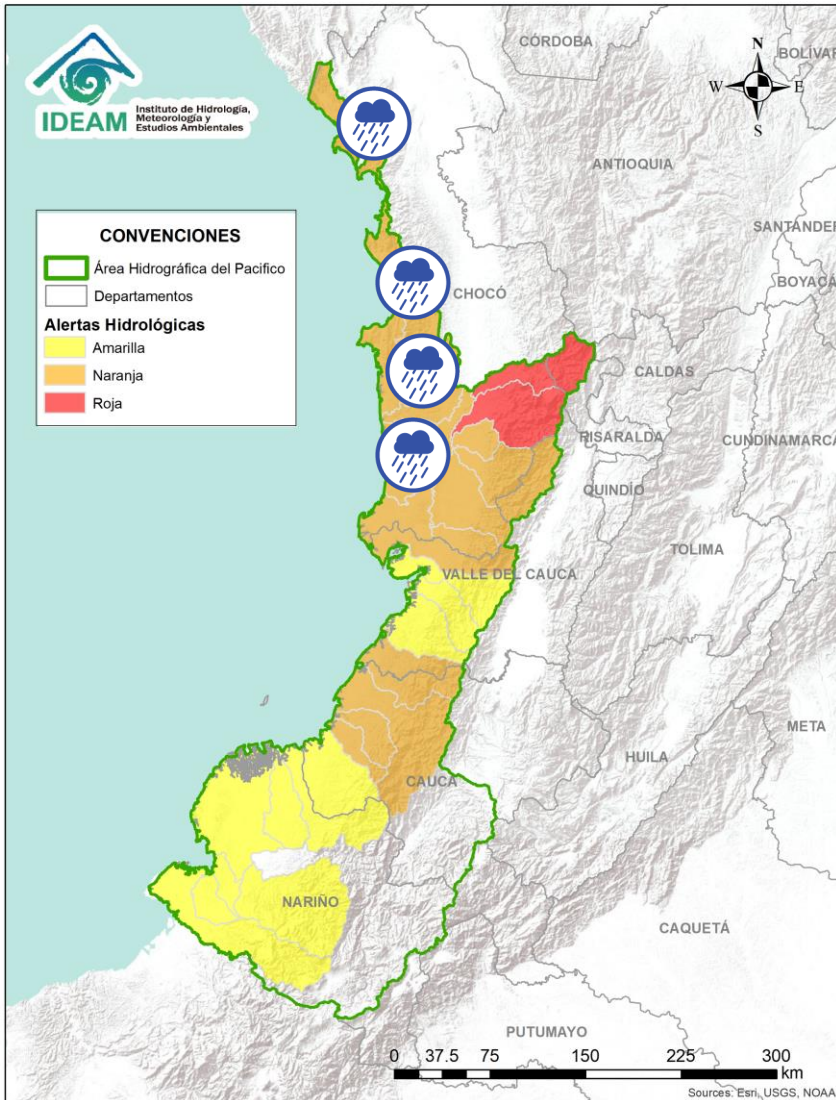 IDEAM
Instituto de Hidrología,
Meteorología y
Estudios Ambientales
CÓRDOBA
BOLÍVAR
N
W
E
S
ANTIOQUIA
SANTANDER
BOYACÁ
CONVENCIONES
Área Hidrográfica del Pacifico
Departamentos
Alertas Hidrológicas
Amarilla
Naranja
Roja
CHOCÓ
CALDAS
RISARALDA
CUNDINAMARCA
QUINDÍO
TOLIMA
VALLE DEL CAUCA
META
HUILA
CAUCA
NARIÑO
CAQUETÁ
PUTUMAYO
0 37.5 75 150 225 300
km
Sources: Esri, USGS, NOAA